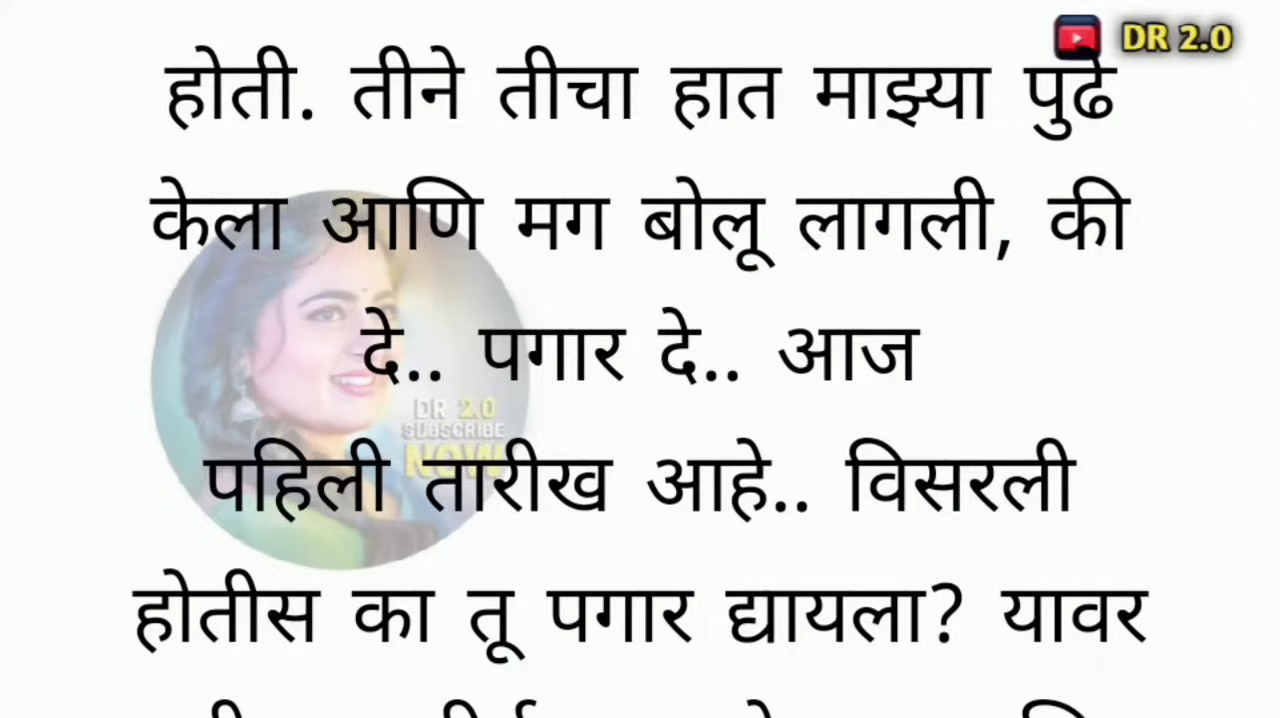 DR 2.0
होती. तीने तीचा हात माझ्या पुढे
केला आणि मग बोलू लागली, की
दे.. पगार दे.. आज
DR 2.0
SUBSCRIBE
NOW
पहिली तारीख आहे.. विसरली
होतीस का तू पगार द्यायला? यावर